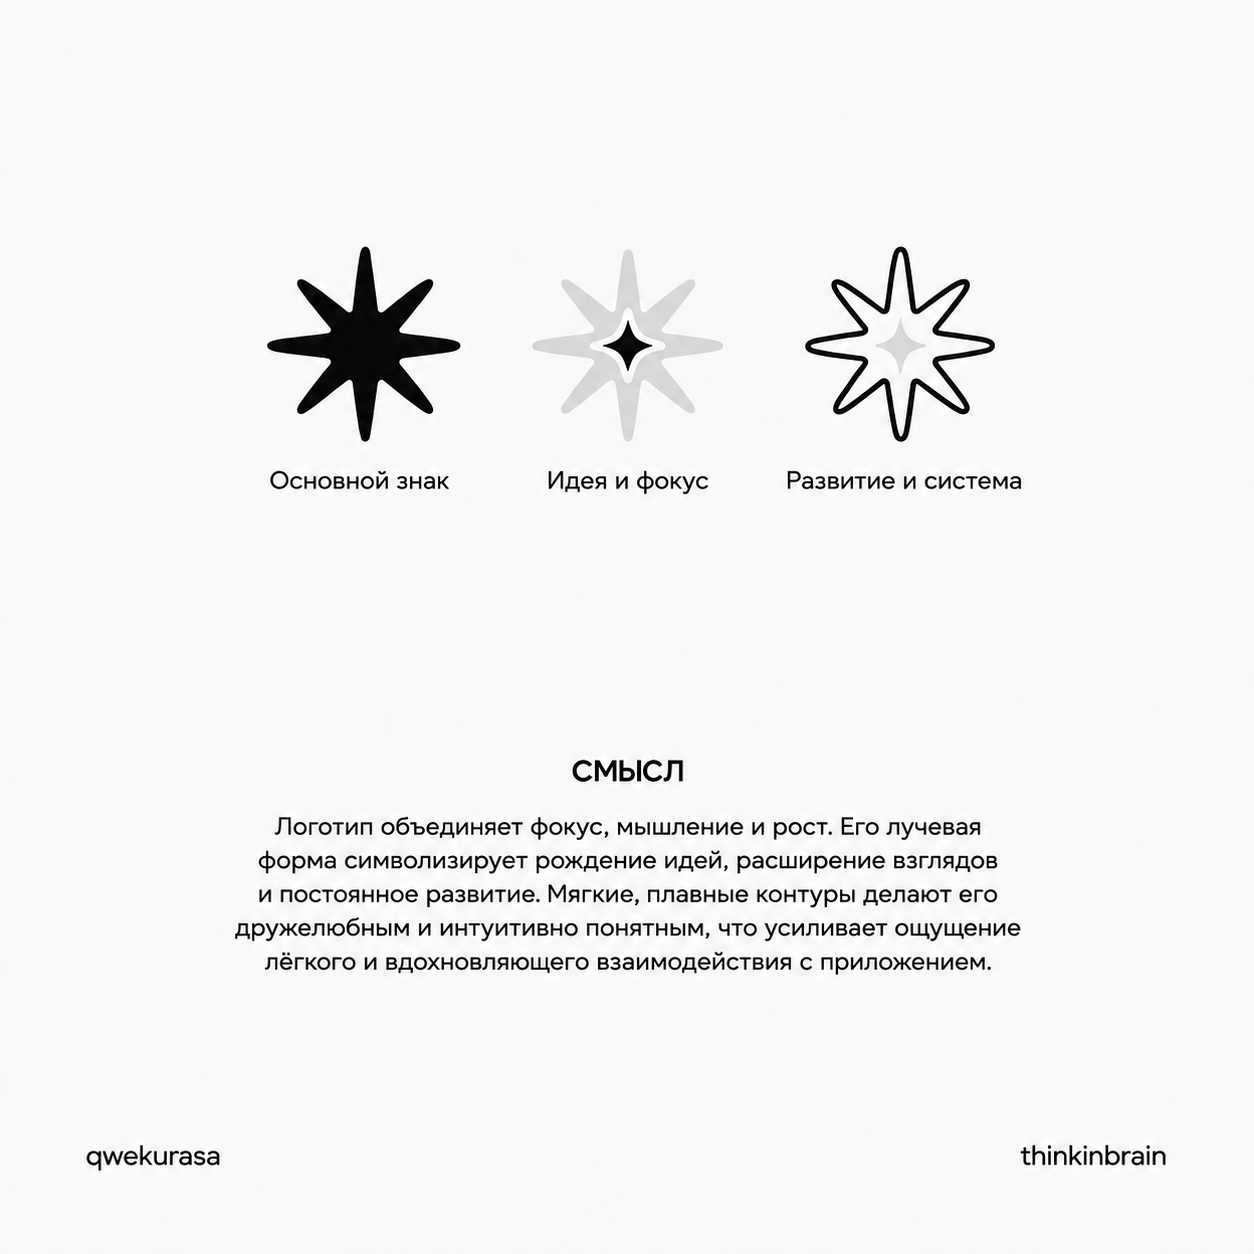 Основной знак
Идея и фокус
Развитие и система
СМЫСЛ
Логотип объединяет фокус, мышление и рост. Его лучевая
форма символизирует рождение идей, расширение взглядов
и постоянное развитие. Мягкие, плавные контуры делают его
дружелюбным и интуитивно понятным, что усиливает ощущение
лёгкого и вдохновляющего взаимодействия с приложением.
qwekurasa
thinkinbrain